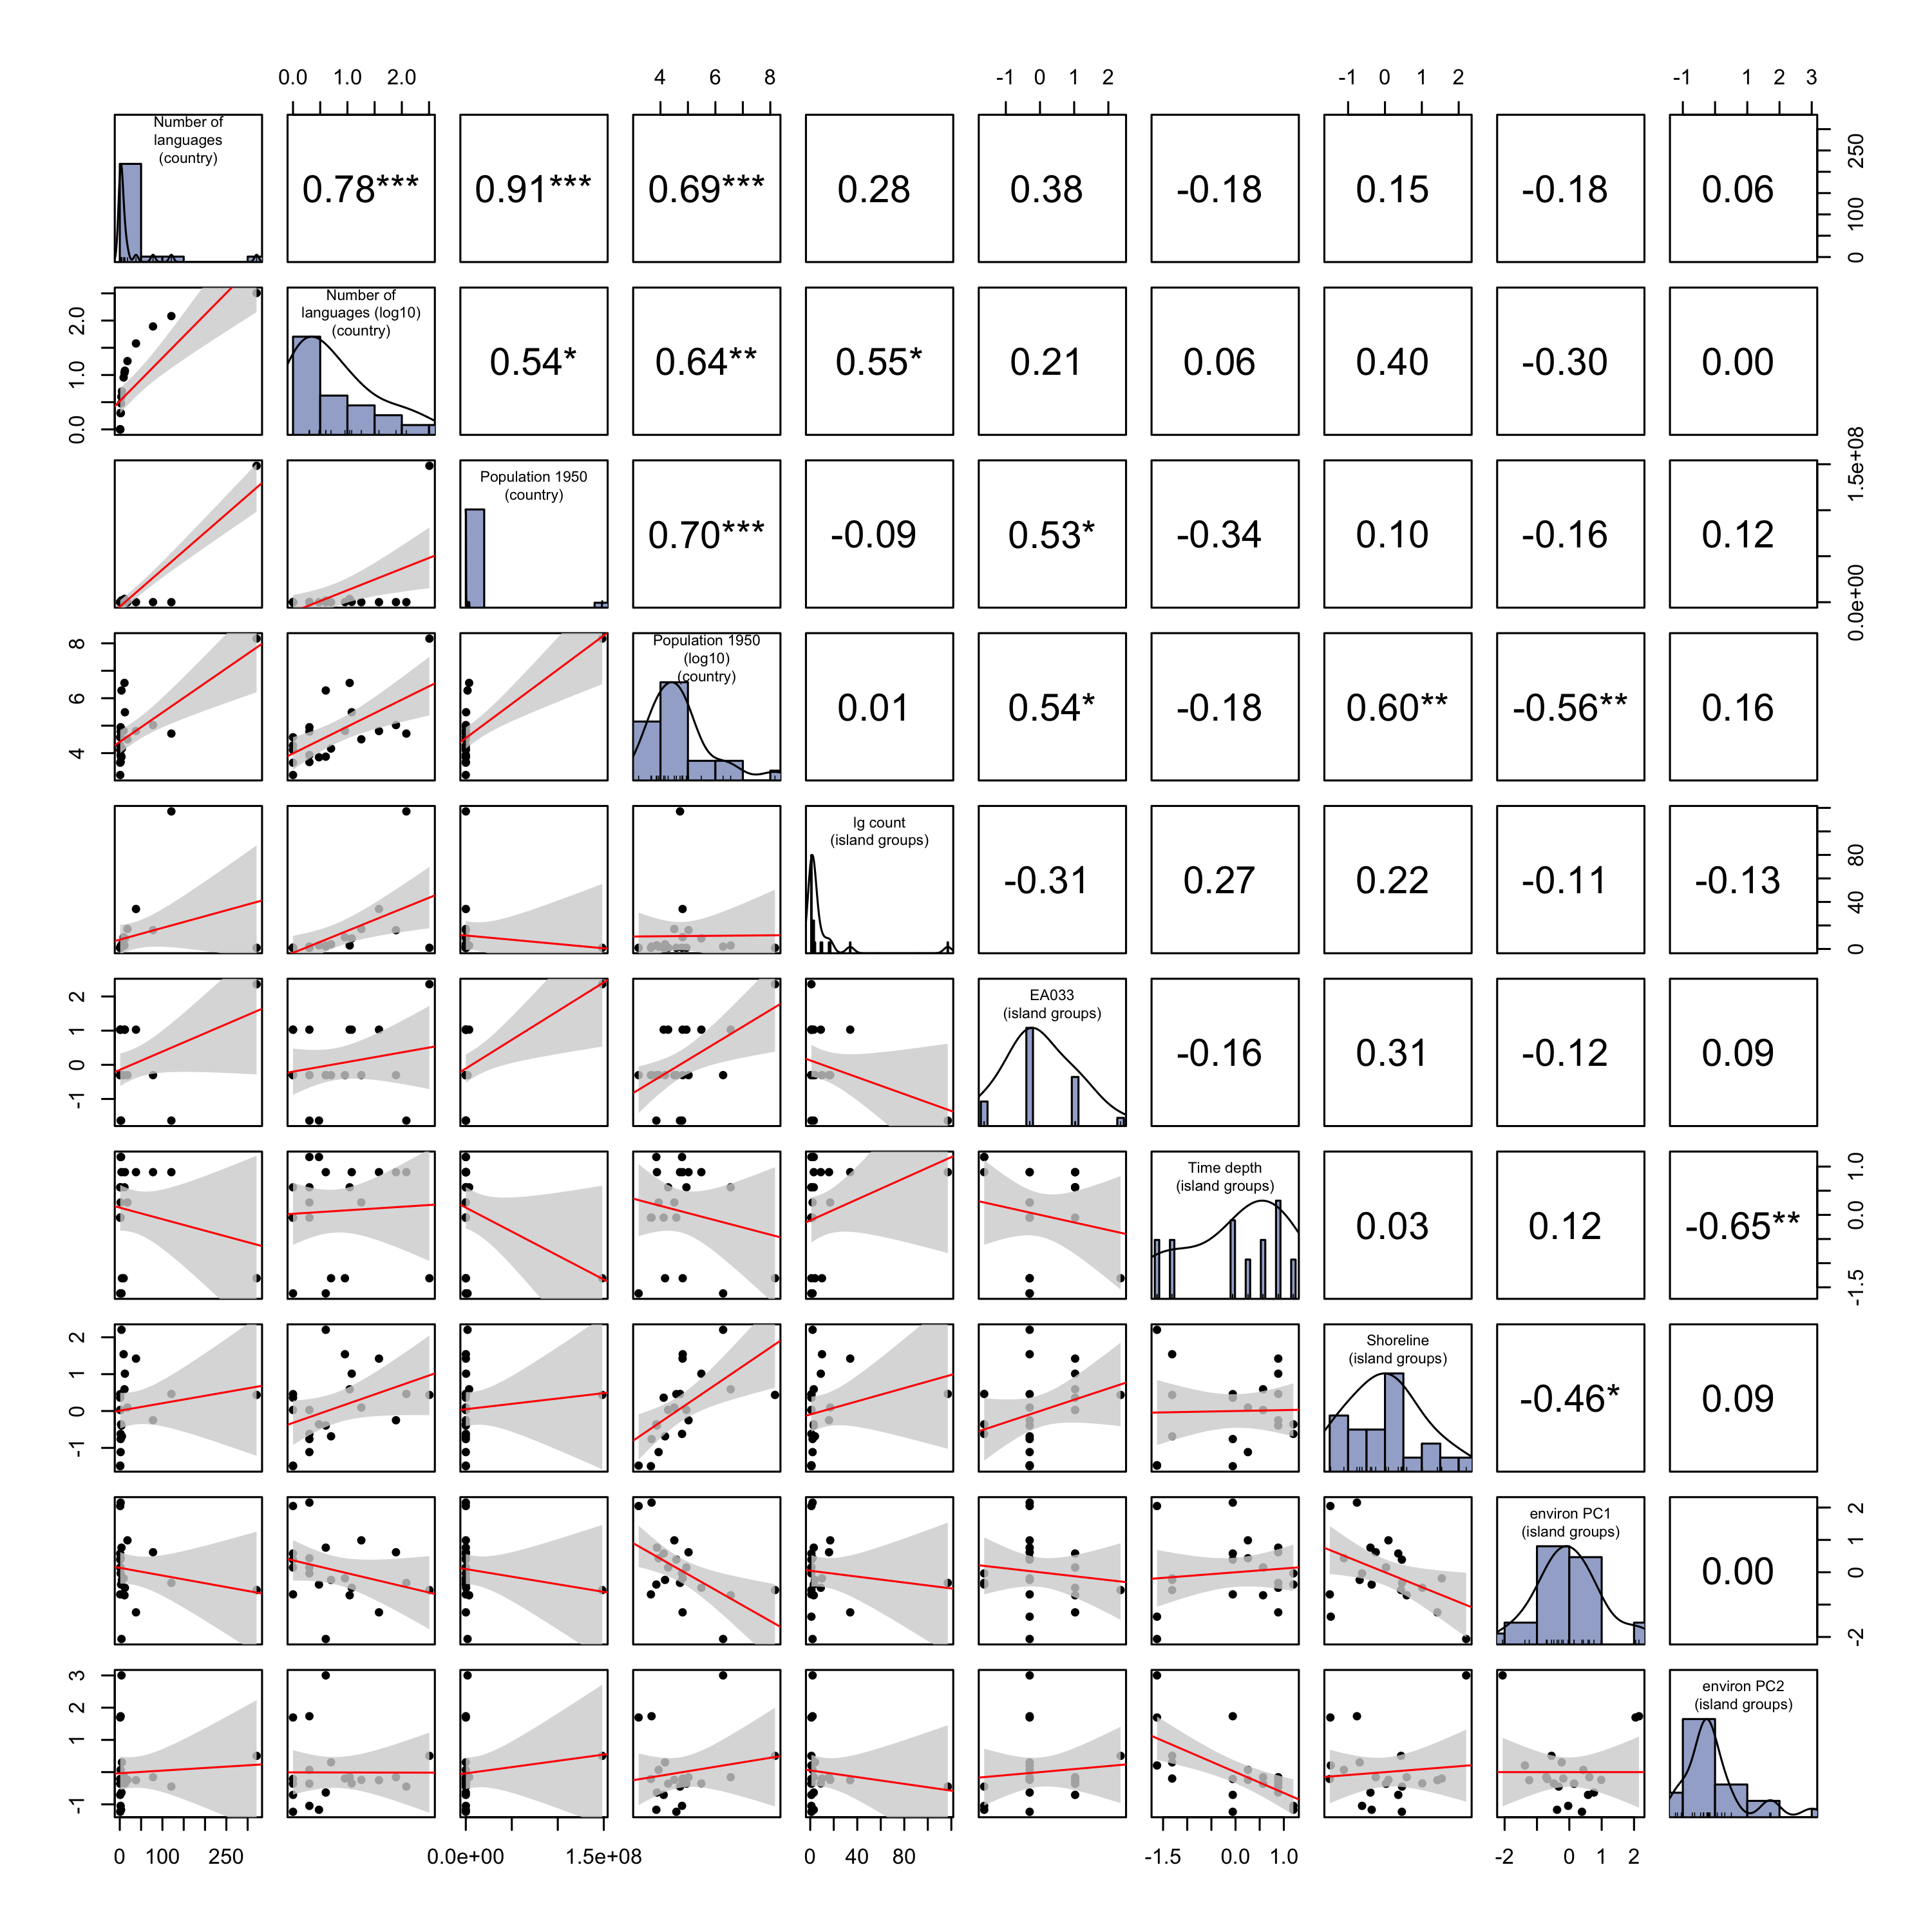 0.0 1.0 2.0 4 6 8 -1 0 1 2 -1 0 1 2 -1 1 2 3
Number of
languages
(country)
0.78*** 0.91*** 0.69*** 0.28 0.38 -0.18 0.15 -0.18 0.06
0 100 250
0.0 1.0 2.0
Number of
languages (log10)
(country)
0.54* 0.64** 0.55* 0.21 0.06 0.40 -0.30 0.00
Population 1950
(country)
0.70*** -0.09 0.53* -0.34 0.10 -0.16 0.12
0.0e+00 1.5e+08
4 6 8
Population 1950
(log10)
(country)
0.01 0.54* -0.18 0.60** -0.56** 0.16
lg count
(island groups)
-0.31 0.27 0.22 -0.11 -0.13
0 40 80
-1 0 1 2
EA033
(island groups)
-0.16 0.31 -0.12 0.09
Time depth
(island groups)
0.03 0.12 -0.65**
-1.5 0.0 1.0
-1 0 1 2
Shoreline
(island groups)
-0.46* 0.09
environ PC1
(island groups)
0.00
-2 0 1 2
-1 1 2 3
environ PC2
(island groups)
0 100 250 0.0e+00 1.5e+08 0 40 80 -1.5 0.0 1.0 -2 0 1 2